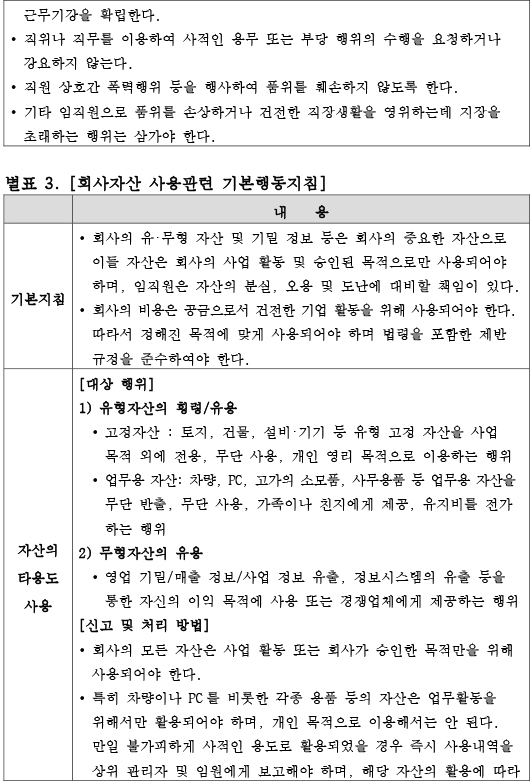 근무기강을 확립한다.
• 직위나 직무를 이용하여 사적인 용무 또는 부당 행위의 수행을 요청하거나
강요하지 않는다.
• 직원 상호간 폭력행위 등을 행사하여 품위를 훼손하지 않도록 한다.
• 기타 임직원으로 품위를 손상하거나 건전한 직장생활을 영위하는데 지장을
초래하는 행위는 삼가야 한다.
별표 3. [회사자산 사용관련 기본행동지침]
내 용
기본지침
• 회사의 유·무형 자산 및 기밀 정보 등은 회사의 중요한 자산으로
이들 자산은 회사의 사업 활동 및 승인된 목적으로만 사용되어야
하며, 임직원은 자산의 분실, 오용 및 도난에 대비할 책임이 있다.
• 회사의 비용은 공금으로서 건전한 기업 활동을 위해 사용되어야 한다.
따라서 정해진 목적에 맞게 사용되어야 하며 법령을 포함한 제반
규정을 준수하여야 한다.
자산의
타용도
사용
[대상 행위]
1) 유형자산의 횡령/유용
• 고정자산 : 토지, 건물, 설비·기기 등 유형 고정 자산을 사업
목적 외에 전용, 무단 사용, 개인 영리 목적으로 이용하는 행위
• 업무용 자산: 차량, PC, 고가의 소모품, 사무용품 등 업무용 자산을
무단 반출, 무단 사용, 가족이나 친지에게 제공, 유지비를 전가
하는 행위
2) 무형자산의 유용
• 영업 기밀/매출 정보/사업 정보 유출, 정보시스템의 유출 등을
통한 자신의 이익 목적에 사용 또는 경쟁업체에게 제공하는 행위
[신고 및 처리 방법]
• 회사의 모든 자산은 사업 활동 또는 회사가 승인한 목적만을 위해
사용되어야 한다.
• 특히 차량이나 PC를 비롯한 각종 용품 등의 자산은 업무활동을
위해서만 활용되어야 하며, 개인 목적으로 이용해서는 안 된다.
만일 불가피하게 사적인 용도로 활용되었을 경우 즉시 사용내역을
상위 관리자 및 임원에게 보고해야 하며, 해당 자산의 활용에 따라